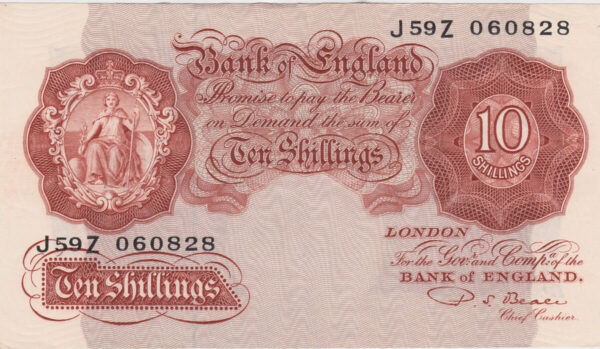 J59Z 060828
Bank of England
Promise to pay the Bearer
on Demand the sum of
Ten Shillings
10
SHILLINGS
LONDON
For the Govr. and Compa. of the
BANK OF ENGLAND.
J59Z 060828
Ten Shillings
P. S. Beale
Chief Cashier.